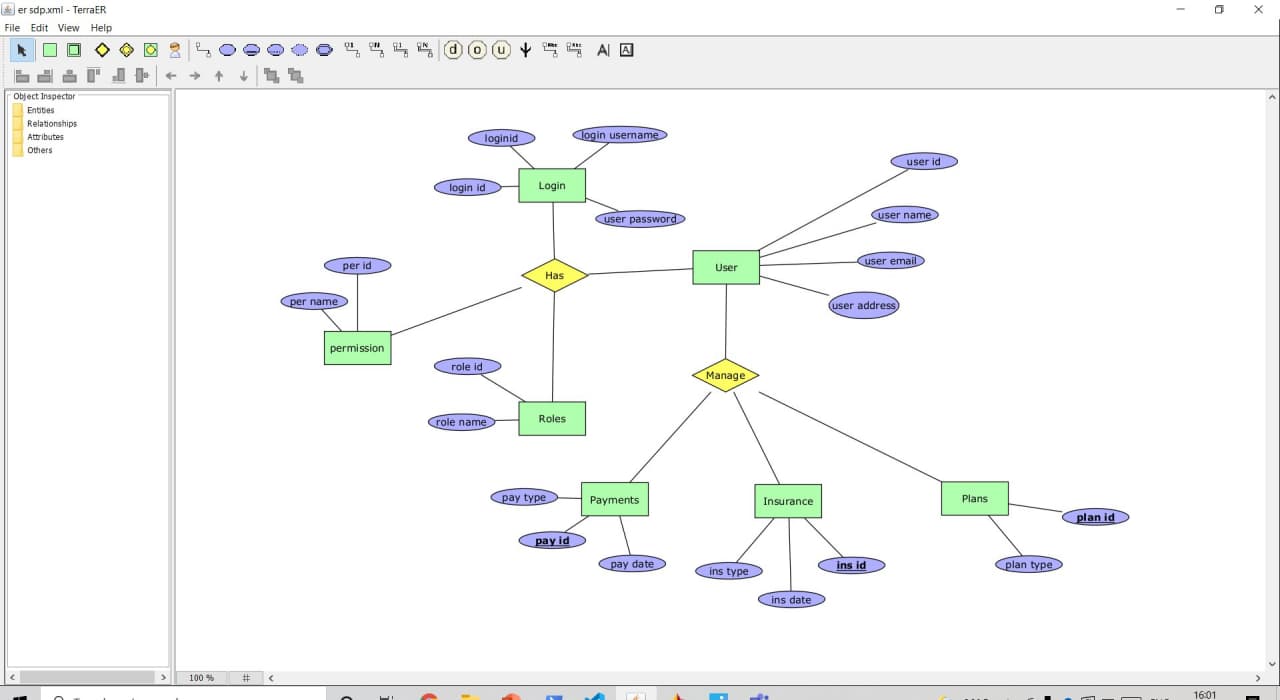 er sdp.xml - TerraER
File Edit View Help
d o u A A
Object Inspector
Entities
Relationships
Attributes
Others
loginid
login username
login id
Login
user password
user id
user name
user email
user address
User
Has
per id
per name
permission
role id
role name
Roles
Manage
pay type
Payments
pay id
pay date
Insurance
ins type
ins id
ins date
Plans
plan id
plan type
100 %
16:01